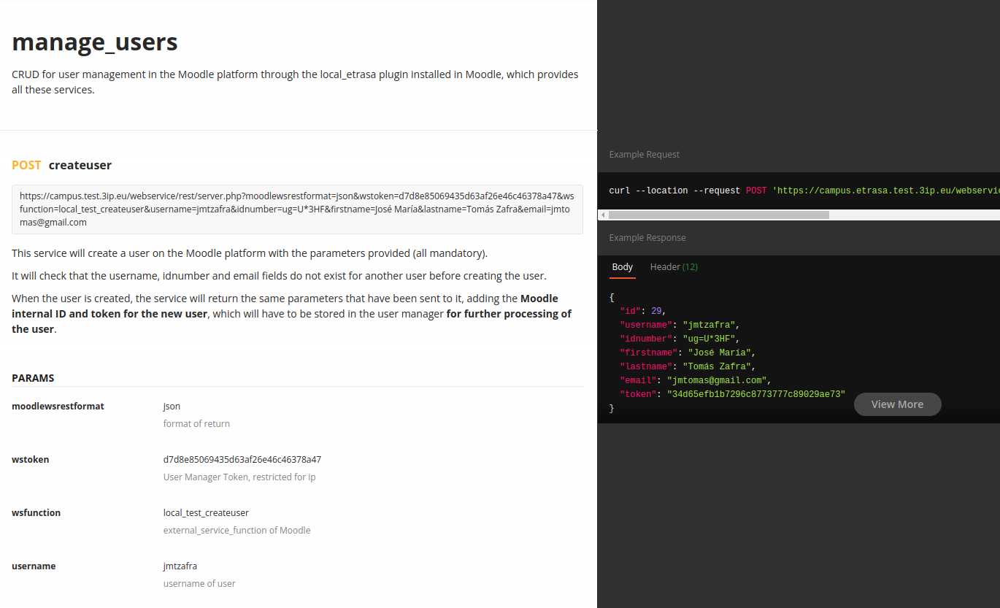 manage_users
CRUD for user management in the Moodle platform through the local_etrasa plugin installed in Moodle, which provides
all these services.
POST createuser
https://campus.test.3ip.eu/webservice/rest/server.php?moodlewsrestformat=json&wstoken=d7d8e85069435d63af26e46c46378a47&ws
function=local_test_createuser&username=jmtzafra&idnumber=ug=U*3HF&firstname=José María&lastname=Tomás Zafra&email=jmto
mas@gmail.com
This service will create a user on the Moodle platform with the parameters provided (all mandatory).
It will check that the username, idnumber and email fields do not exist for another user before creating the user.
When the user is created, the service will return the same parameters that have been sent to it, adding the Moodle
internal ID and token for the new user, which will have to be stored in the user manager for further processing of
the user.
PARAMS
moodlewsrestformat json
format of return
wstoken d7d8e85069435d63af26e46c46378a47
User Manager Token, restricted for ip
wsfunction local_test_createuser
external_service_function of Moodle
username jmtzafra
username of user
Example Request
curl --location --request POST 'https://campus.etrasa.test.3ip.eu/webservic
Example Response
Body Header (12)
{
"id": 29,
"username": "jmtzafra",
"idnumber": "ug=U*3HF",
"firstname": "José María",
"lastname": "Tomás Zafra",
"email": "jmtomas@gmail.com",
"token": "34d65efb1b7296c8773777c89029ae73"
}
View More